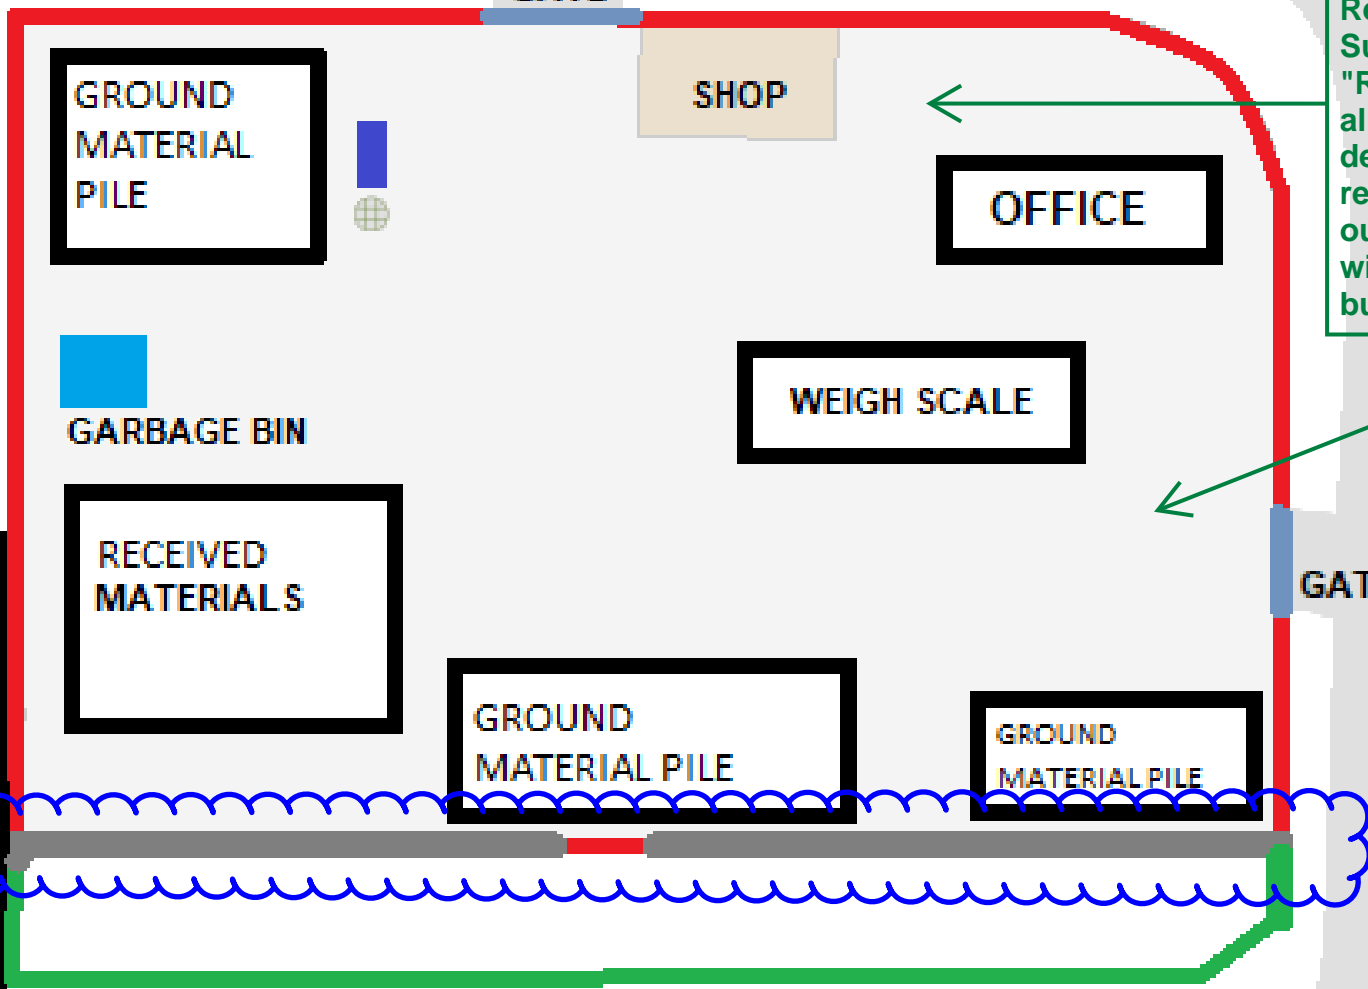 SHOP
GROUND
MATERIAL
PILE
OFFICE
WEIGH SCALE
GARBAGE BIN
RECEIVED
MATERIALS
GROUND
MATERIAL PILE
GROUND
MATERIAL PILE